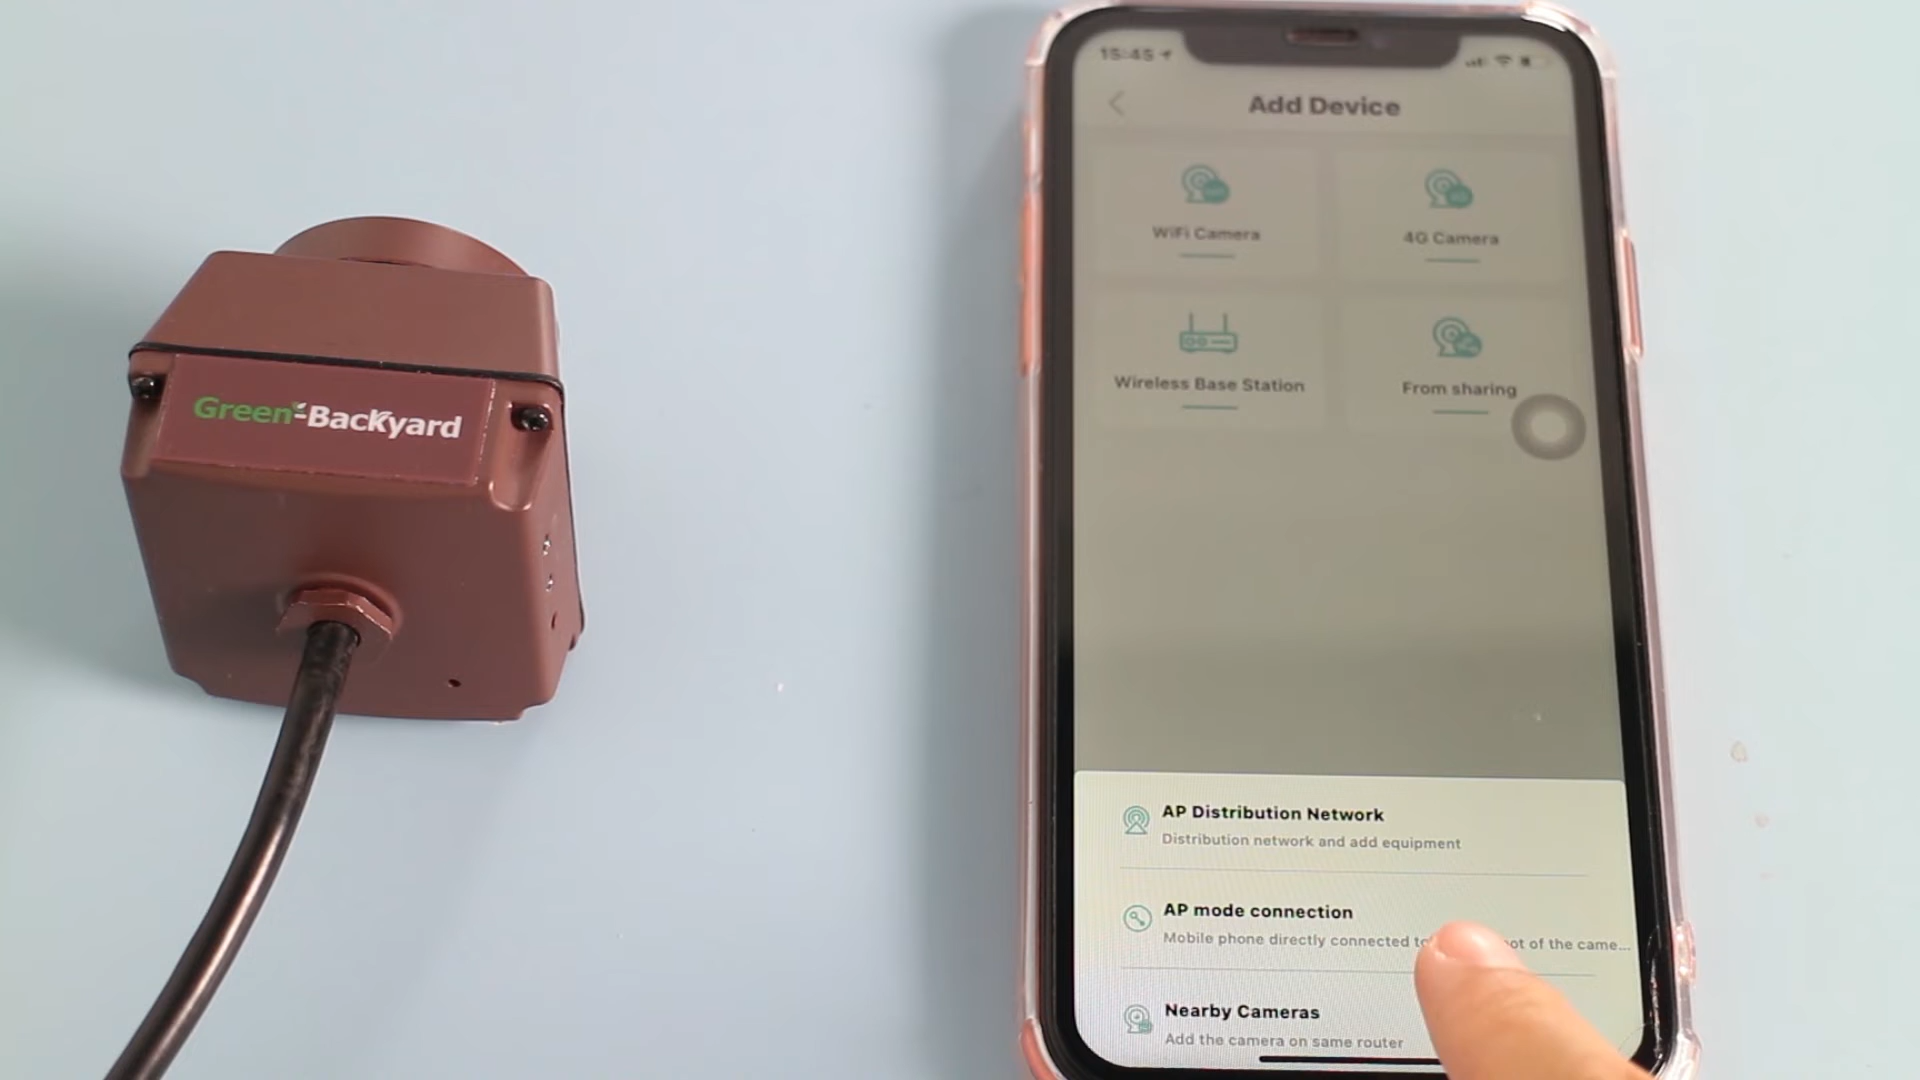 Green-Backyard
15:45
Add Device
WiFi Camera
4G Camera
Wireless Base Station
From sharing
AP Distribution Network
Distribution network and add equipment
AP mode connection
Mobile phone directly connected of the came...
Nearby Cameras
Add the camera on same router